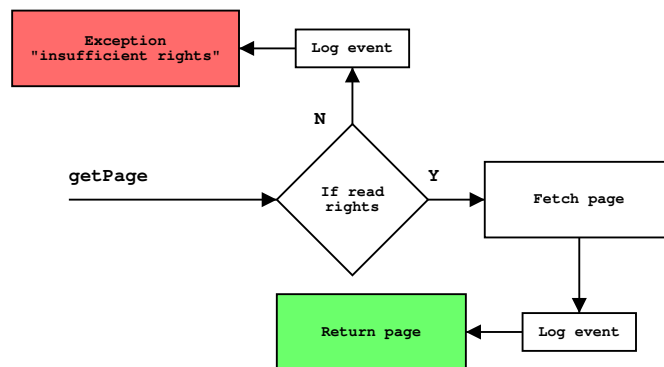 Exception
"insufficient rights"
Log event
N
getPage
If read
rights
Y
Fetch page
Return page
Log event